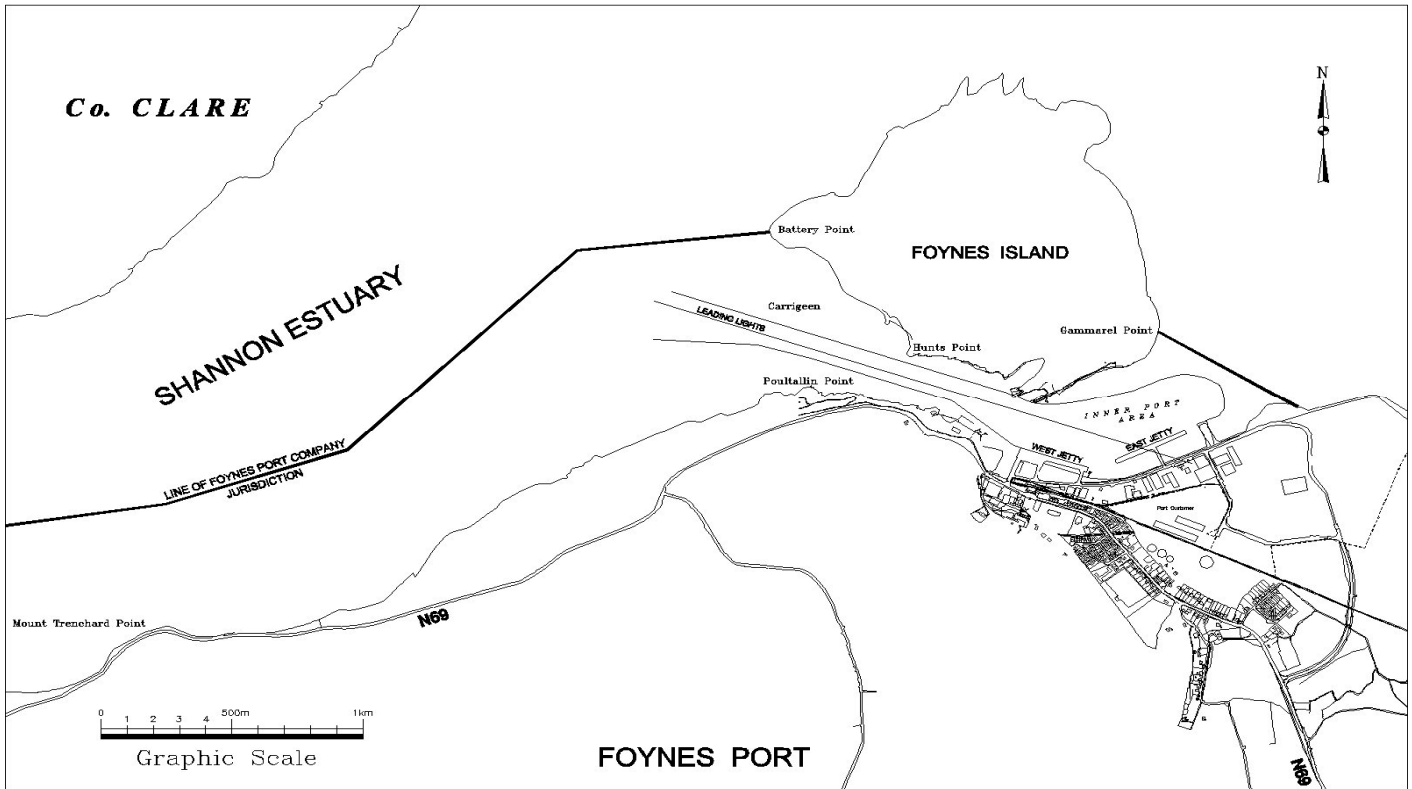 Co. CLARE
N
Battery Point
FOYNES ISLAND
SHANNON ESTUARY
Carrigeen
LEADING LIGHTS
Gammarel Point
Hunts Point
Poultallin Point
INNER PORT
AREA
EAST JETTY
WEST JETTY
LINE OF FOYNES PORT COMPANY
JURISDICTION
Port Customer
N69
Mount Trenchard Point
0 1 2 3 4 500m 1km
Graphic Scale
FOYNES PORT
N69